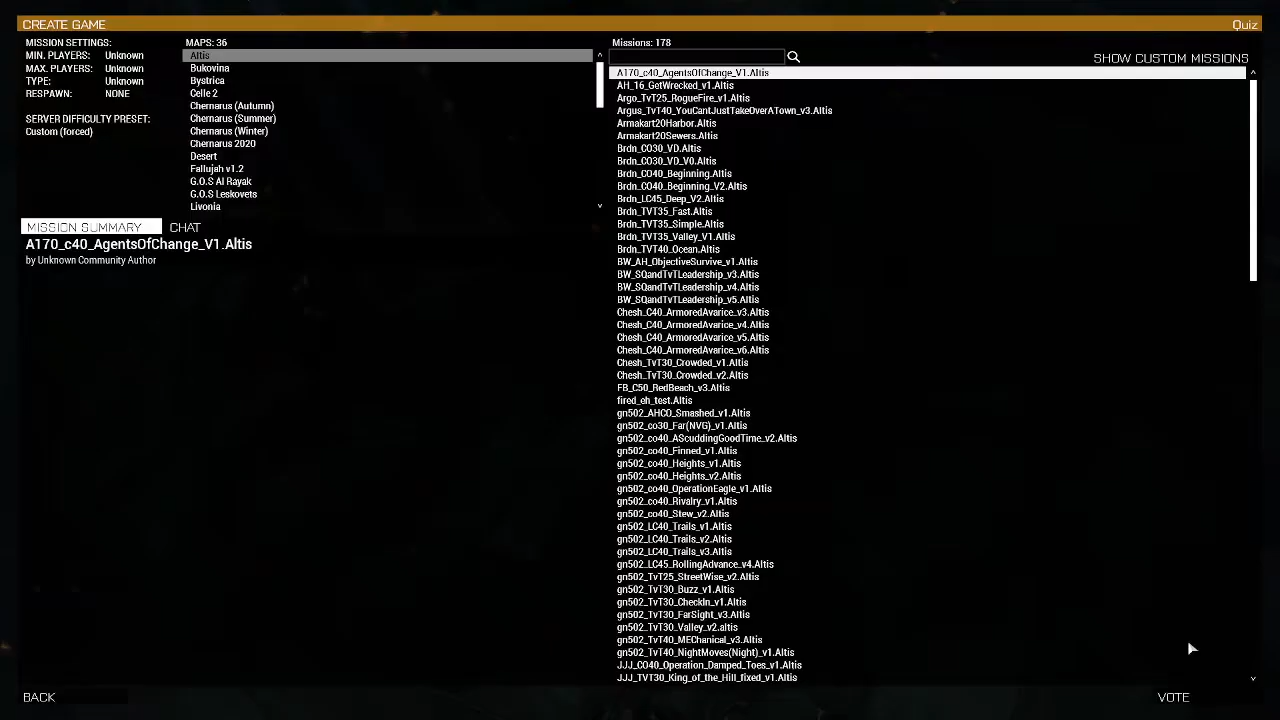 CREATE GAME
Quiz
MISSION SETTINGS:
MIN. PLAYERS: Unknown
MAX. PLAYERS: Unknown
TYPE: Unknown
RESPAWN: NONE
SERVER DIFFICULTY PRESET:
Custom (forced)
MAPS: 36
Altis
Bukovina
Bystrica
Celle 2
Chernarus (Autumn)
Chernarus (Summer)
Chernarus (Winter)
Chernarus 2020
Desert
Fallujah v1.2
G.O.S Al Rayak
G.O.S Leskovets
Livonia
MISSION SUMMARY
CHAT
A170_c40_AgentsOfChange_V1.Altis
by Unknown Community Author
Missions: 178
SHOW CUSTOM MISSIONS
A170_c40_AgentsOfChange_V1.Altis
AH_16_GetWrecked_v1.Altis
Argo_TvT25_RogueFire_v1.Altis
Argus_TvT40_YouCantJustTakeOverATown_v3.Altis
Armakart20Harbor.Altis
Armakart20Sewers.Altis
Brdn_CO30_VD.Altis
Brdn_CO30_VD_V0.Altis
Brdn_CO40_Beginning.Altis
Brdn_CO40_Beginning_V2.Altis
Brdn_LC45_Deep_V2.Altis
Brdn_TVT35_Fast.Altis
Brdn_TVT35_Simple.Altis
Brdn_TVT35_Valley_V1.Altis
Brdn_TVT40_Ocean.Altis
BW_AH_ObjectiveSurvive_v1.Altis
BW_SQandTvTLeadership_v3.Altis
BW_SQandTvTLeadership_v4.Altis
BW_SQandTvTLeadership_v5.Altis
Chesh_C40_ArmoredAvarice_v3.Altis
Chesh_C40_ArmoredAvarice_v4.Altis
Chesh_C40_ArmoredAvarice_v5.Altis
Chesh_C40_ArmoredAvarice_v6.Altis
Chesh_TvT30_Crowded_v1.Altis
Chesh_TvT30_Crowded_v2.Altis
FB_C50_RedBeach_v3.Altis
fired_eh_test.Altis
gn502_AHCO_Smashed_v1.Altis
gn502_co30_Far(NVG)_v1.Altis
gn502_co40_AScuddingGoodTime_v2.Altis
gn502_co40_Finned_v1.Altis
gn502_co40_Heights_v1.Altis
gn502_co40_Heights_v2.Altis
gn502_co40_OperationEagle_v1.Altis
gn502_co40_Rivalry_v1.Altis
gn502_co40_Stew_v2.Altis
gn502_LC40_Trails_v1.Altis
gn502_LC40_Trails_v2.Altis
gn502_LC40_Trails_v3.Altis
gn502_LC45_RollingAdvance_v4.Altis
gn502_TvT25_StreetWise_v2.Altis
gn502_TvT30_Buzz_v1.Altis
gn502_TvT30_CheckIn_v1.Altis
gn502_TvT30_FarSight_v3.Altis
gn502_TvT30_Valley_v2.altis
gn502_TvT40_MEChanical_v3.Altis
gn502_TvT40_NightMoves(Night)_v1.Altis
JJJ_CO40_Operation_Damped_Toes_v1.Altis
JJJ_TVT30_King_of_the_Hill_fixed_v1.Altis
BACK
VOTE